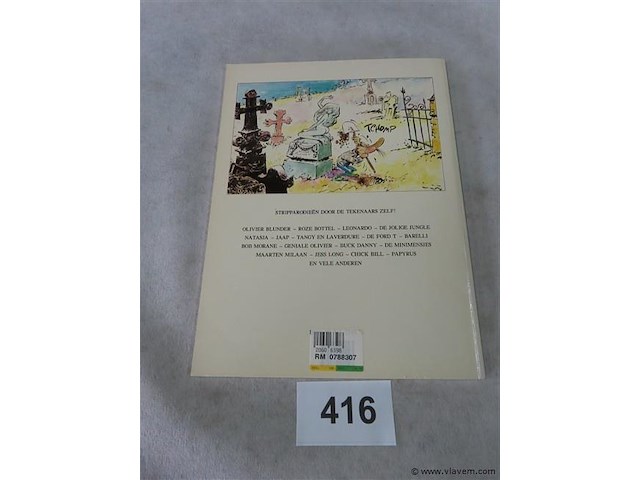 TCHOMP
STRIPPARODIEËN DOOR DE TEKENAARS ZELF!
OLIVIER BLUNDER – ROZE BOTTEL – LEONARDO – DE JOLIGE JUNGLE
NATASJA – JAAP – TANGY EN LAVERDURE – DE FORD T – BARELLI
BOB MORANE – GENIALE OLIVIER – BUCK DANNY – DE MINIMENSJES
MAARTEN MILAAN – JESS LONG – CHICK BILL – PAPYRUS
EN VELE ANDEREN
RM 0788307
416
© www.vlavem.com